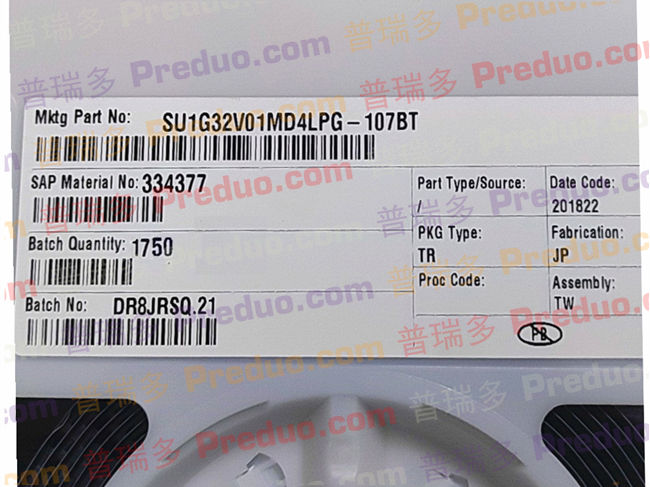 普瑞多 Preduo.com
Mktg Part No: SU1G32V01MD4LPG-107BT
SAP Material No: 334377
Part Type/Source: /
Date Code: 201822
Batch Quantity: 1750
PKG Type: TR
Fabrication: JP
Batch No: DR8JRSQ.21
Proc Code:
Assembly: TW
PB